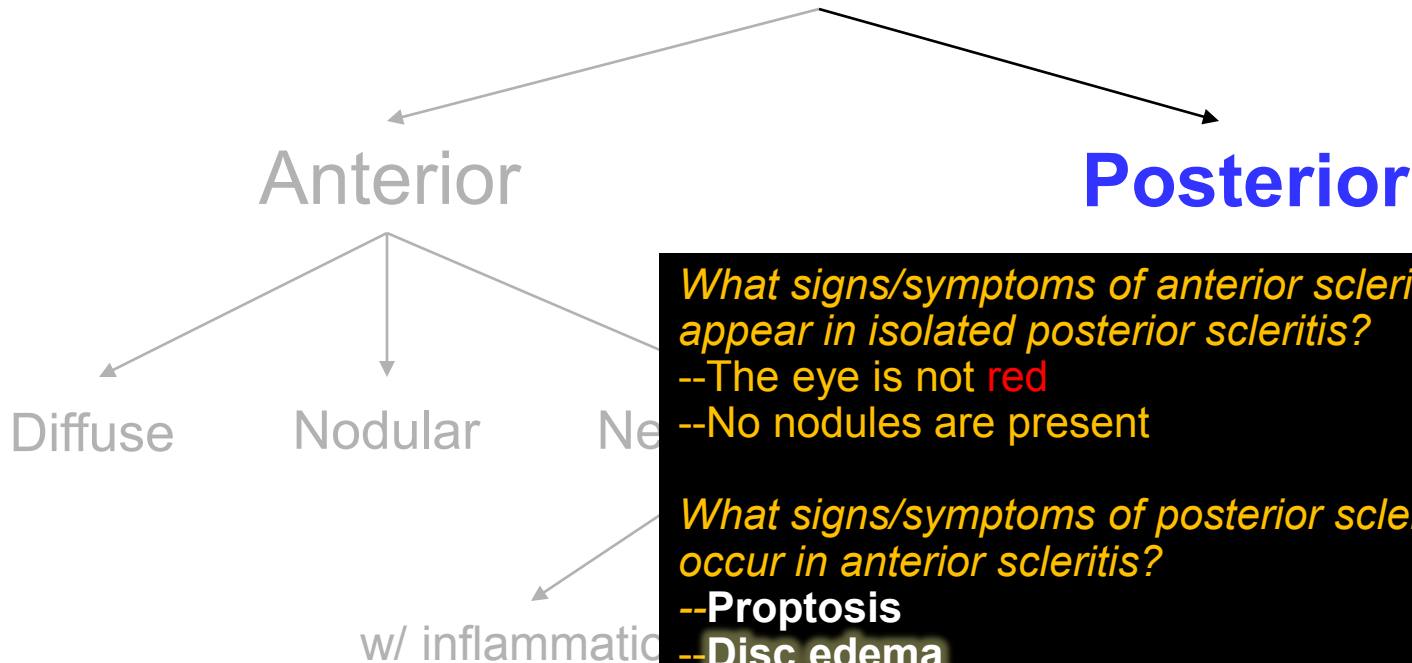 Anterior
Posterior
What signs/symptoms of anterior scleri
appear in isolated posterior scleritis?
--The eye is not red
--No nodules are present
Diffuse
Nodular
Ne
What signs/symptoms of posterior scle
occur in anterior scleritis?
--Proptosis
--Disc edema
w/ inflammatio